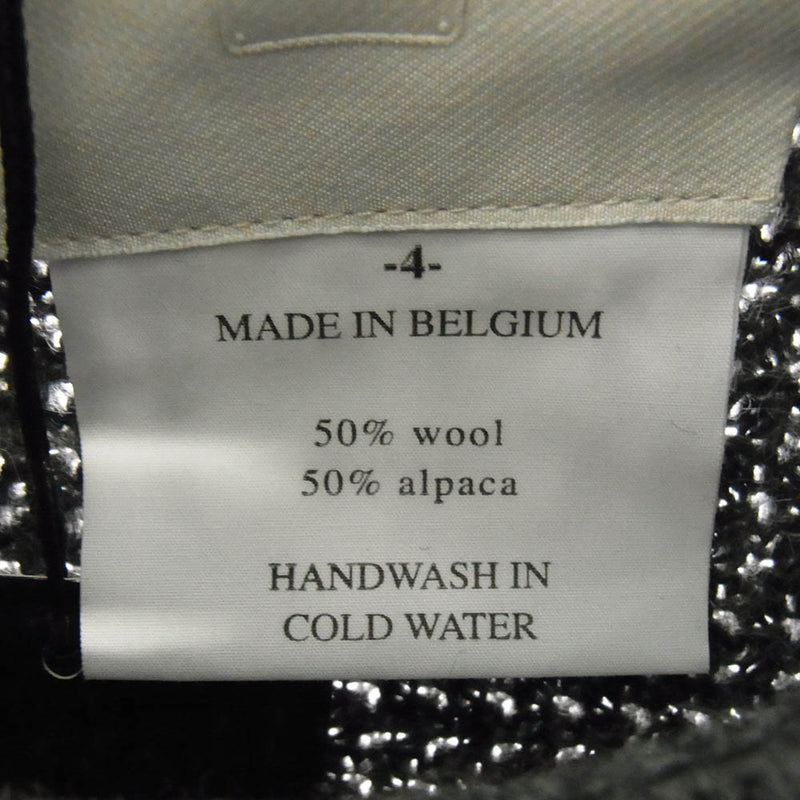 -4-
MADE IN BELGIUM
50% wool
50% alpaca
HANDWASH IN
COLD WATER